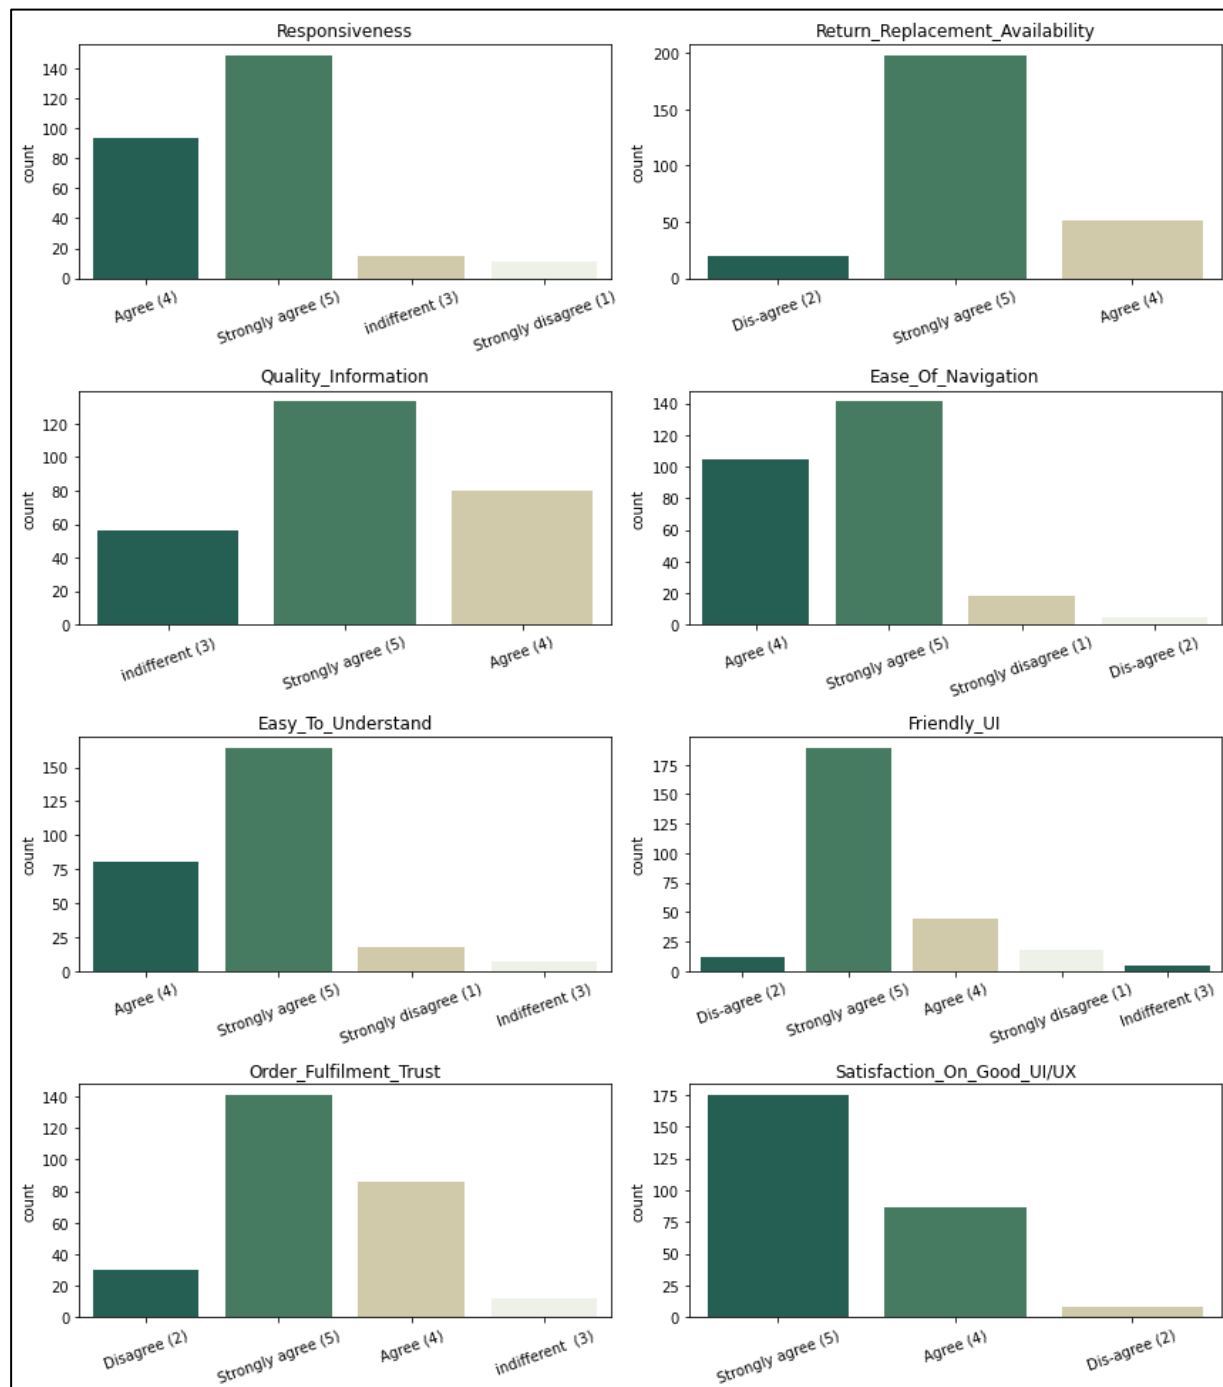 Responsiveness
140
120
100
80
60
40
20
0
count
Agree (4)
Strongly agree (5)
indifferent (3)
Strongly disagree (1)
Return_Replacement_Availability
200
150
100
50
0
count
Dis-agree (2)
Strongly agree (5)
Agree (4)
Quality_Information
120
100
80
60
40
20
0
count
indifferent (3)
Strongly agree (5)
Agree (4)
Ease_Of_Navigation
140
120
100
80
60
40
20
0
count
Agree (4)
Strongly agree (5)
Strongly disagree (1)
Dis-agree (2)
Easy_To_Understand
150
125
100
75
50
25
0
count
Agree (4)
Strongly agree (5)
Strongly disagree (1)
Indifferent (3)
Friendly_UI
175
150
125
100
75
50
25
0
count
Dis-agree (2)
Strongly agree (5)
Agree (4)
Strongly disagree (1)
Indifferent (3)
Order_Fulfilment_Trust
140
120
100
80
60
40
20
0
count
Disagree (2)
Strongly agree (5)
Agree (4)
indifferent  (3)
Satisfaction_On_Good_UI/UX
175
150
125
100
75
50
25
0
count
Strongly agree (5)
Agree (4)
Dis-agree (2)